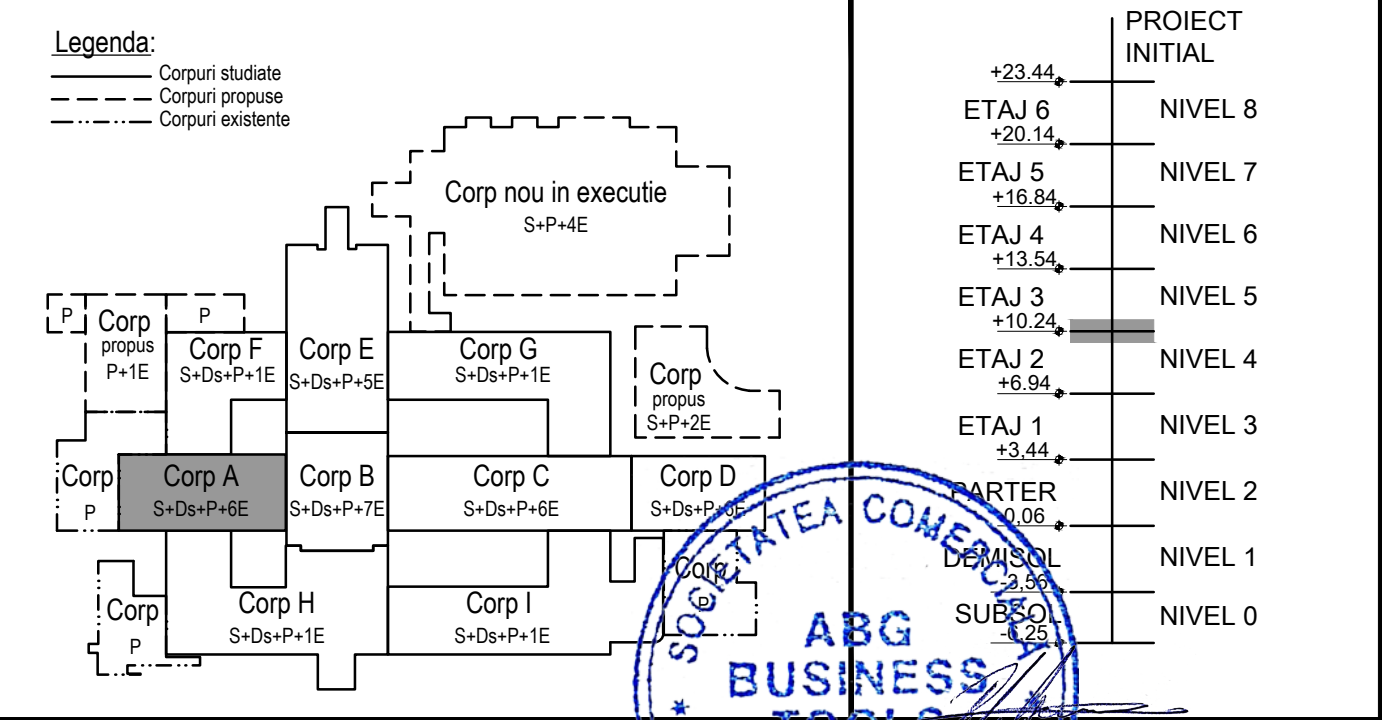 Legenda:
Corpuri studiate
Corpuri propuse
Corpuri existente
Corp nou in executie
S+P+4E
P
Corp
propus
P+1E
P
Corp F
S+Ds+P+1E
Corp E
S+Ds+P+5E
Corp G
S+Ds+P+1E
Corp
propus
S+P+2E
Corp
P
Corp A
S+Ds+P+6E
Corp B
S+Ds+P+7E
Corp C
S+Ds+P+6E
Corp D
S+Ds+P+6E
Corp
P
Corp H
S+Ds+P+1E
Corp I
S+Ds+P+1E
Corp
P
PROIECT
INITIAL
+23.44
ETAJ 6 NIVEL 8
+20.14
ETAJ 5 NIVEL 7
+16.84
ETAJ 4 NIVEL 6
+13.54
ETAJ 3 NIVEL 5
+10.24
ETAJ 2 NIVEL 4
+6.94
ETAJ 1 NIVEL 3
+3,44
PARTER NIVEL 2
0,06
DEMISOL NIVEL 1
-3,56
SUBSOL NIVEL 0
SOCIETATEA COMERCIALA
ABG
BUSINESS
TOOLS